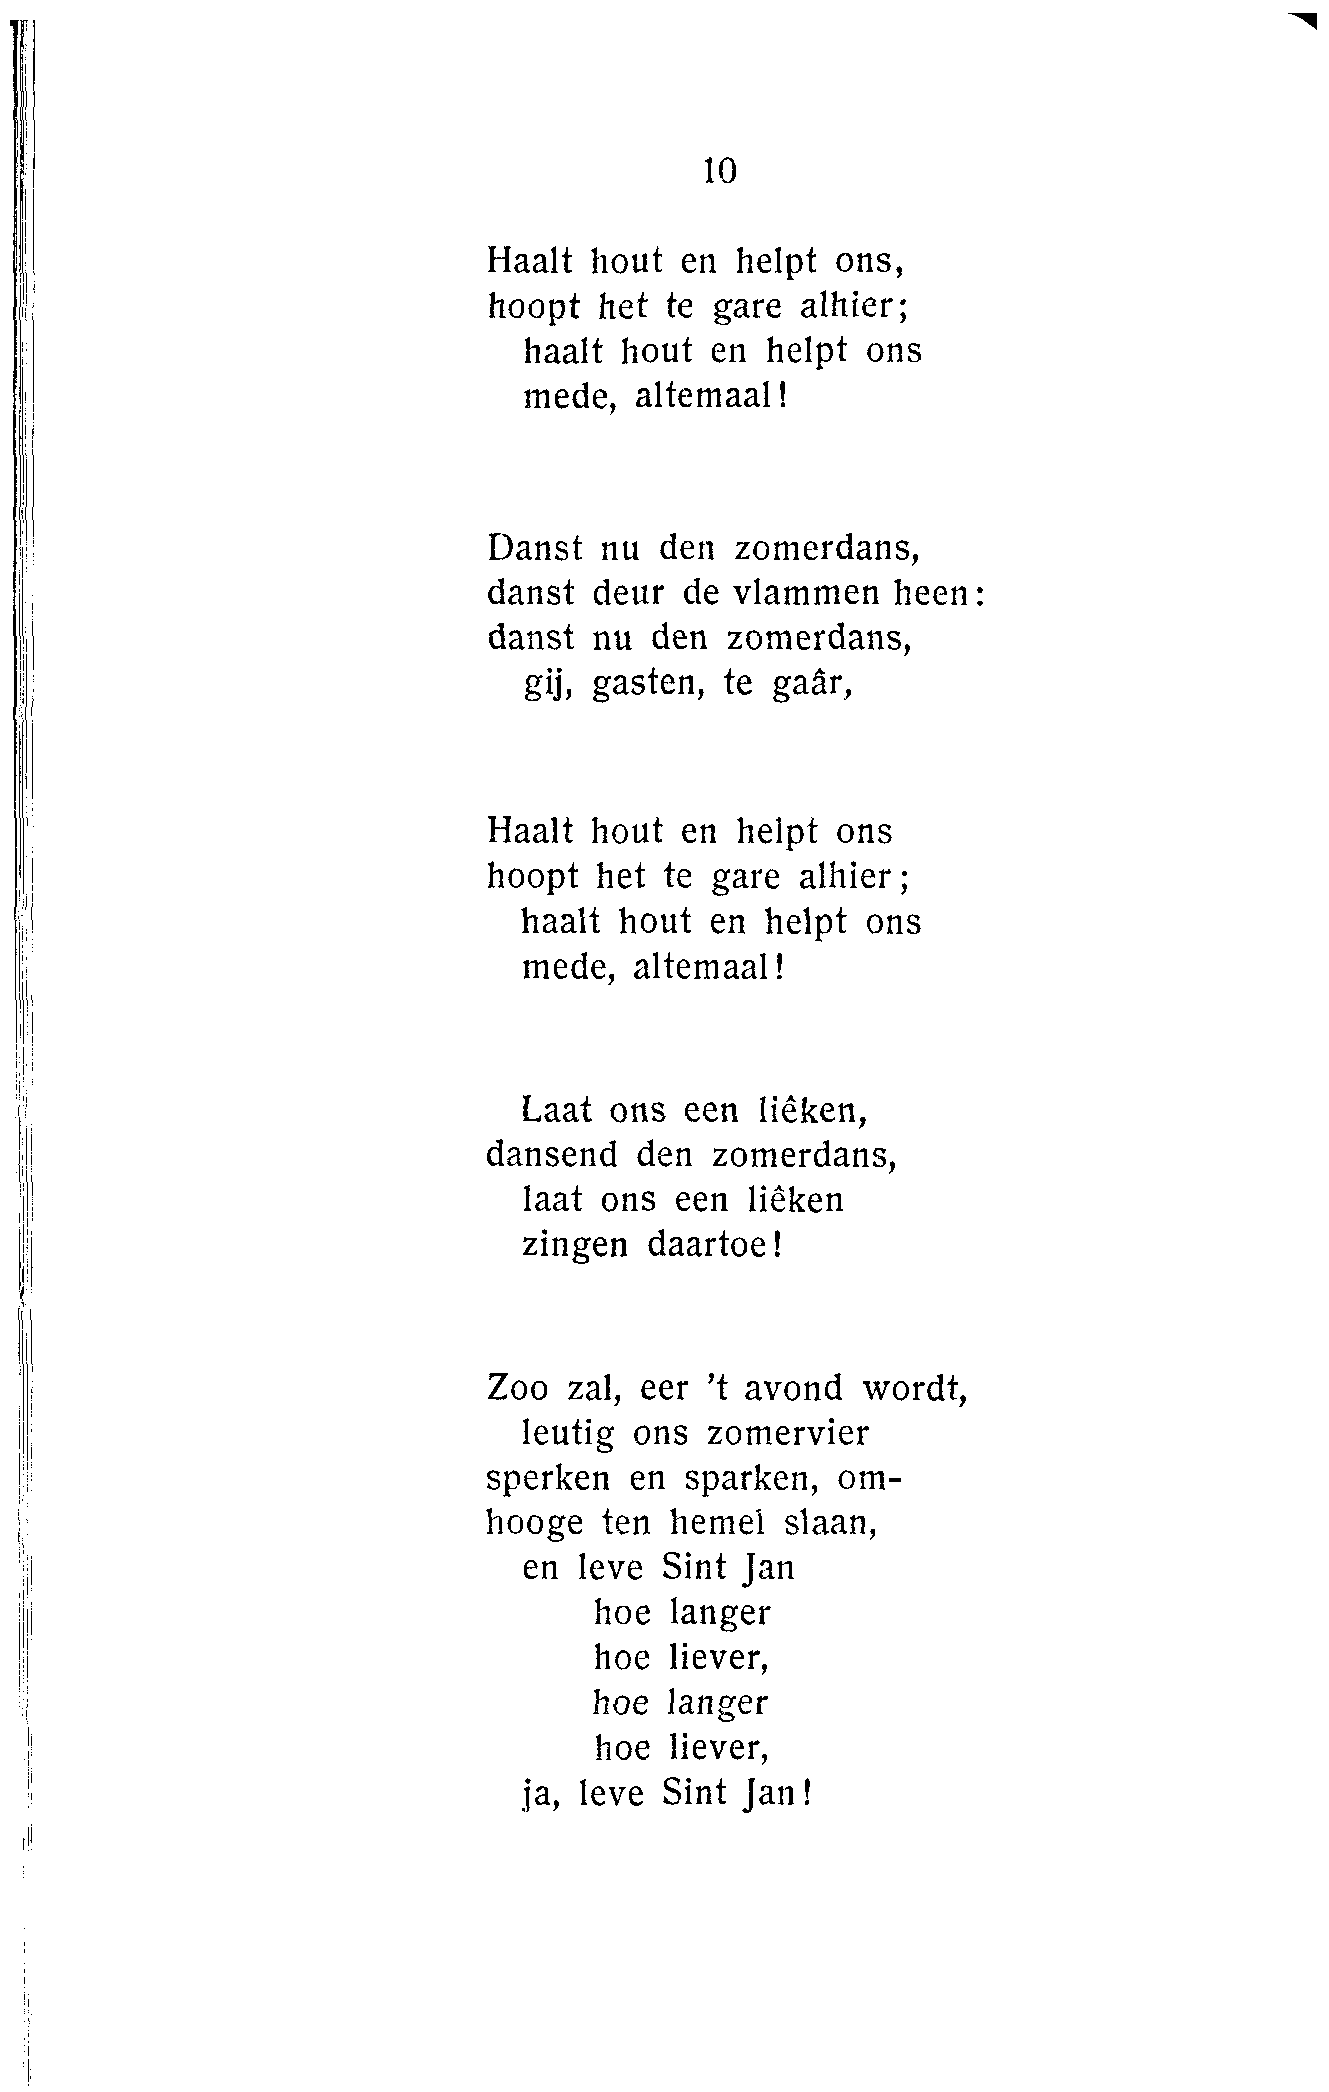 10
Haalt hout en helpt ons,
hoopt het te gare alhier;
haalt hout en helpt ons
mede, altemaal!
Danst nu den zomerdans,
danst deur de vlammen heen:
danst nu den zomerdans,
gij, gasten, te gaâr,
Haalt hout en helpt ons
hoopt het te gare alhier;
haalt hout en helpt ons
mede, altemaal!
Laat ons een liêken,
dansend den zomerdans,
laat ons een liêken
zingen daartoe!
Zoo zal, eer 't avond wordt,
leutig ons zomervier
sperken en sparken, om-
hooge ten hemel slaan,
en leve Sint Jan
hoe langer
hoe liever,
hoe langer
hoe liever,
ja, leve Sint Jan!